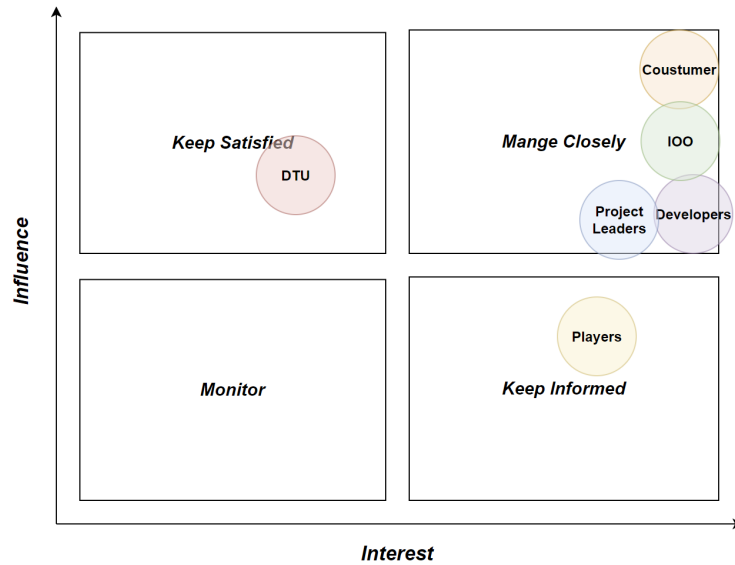 Coustumer
Keep Satisfied
Mange Closely
IOO
DTU
Project
Leaders
Developers
Influence
Players
Monitor
Keep Informed
Interest